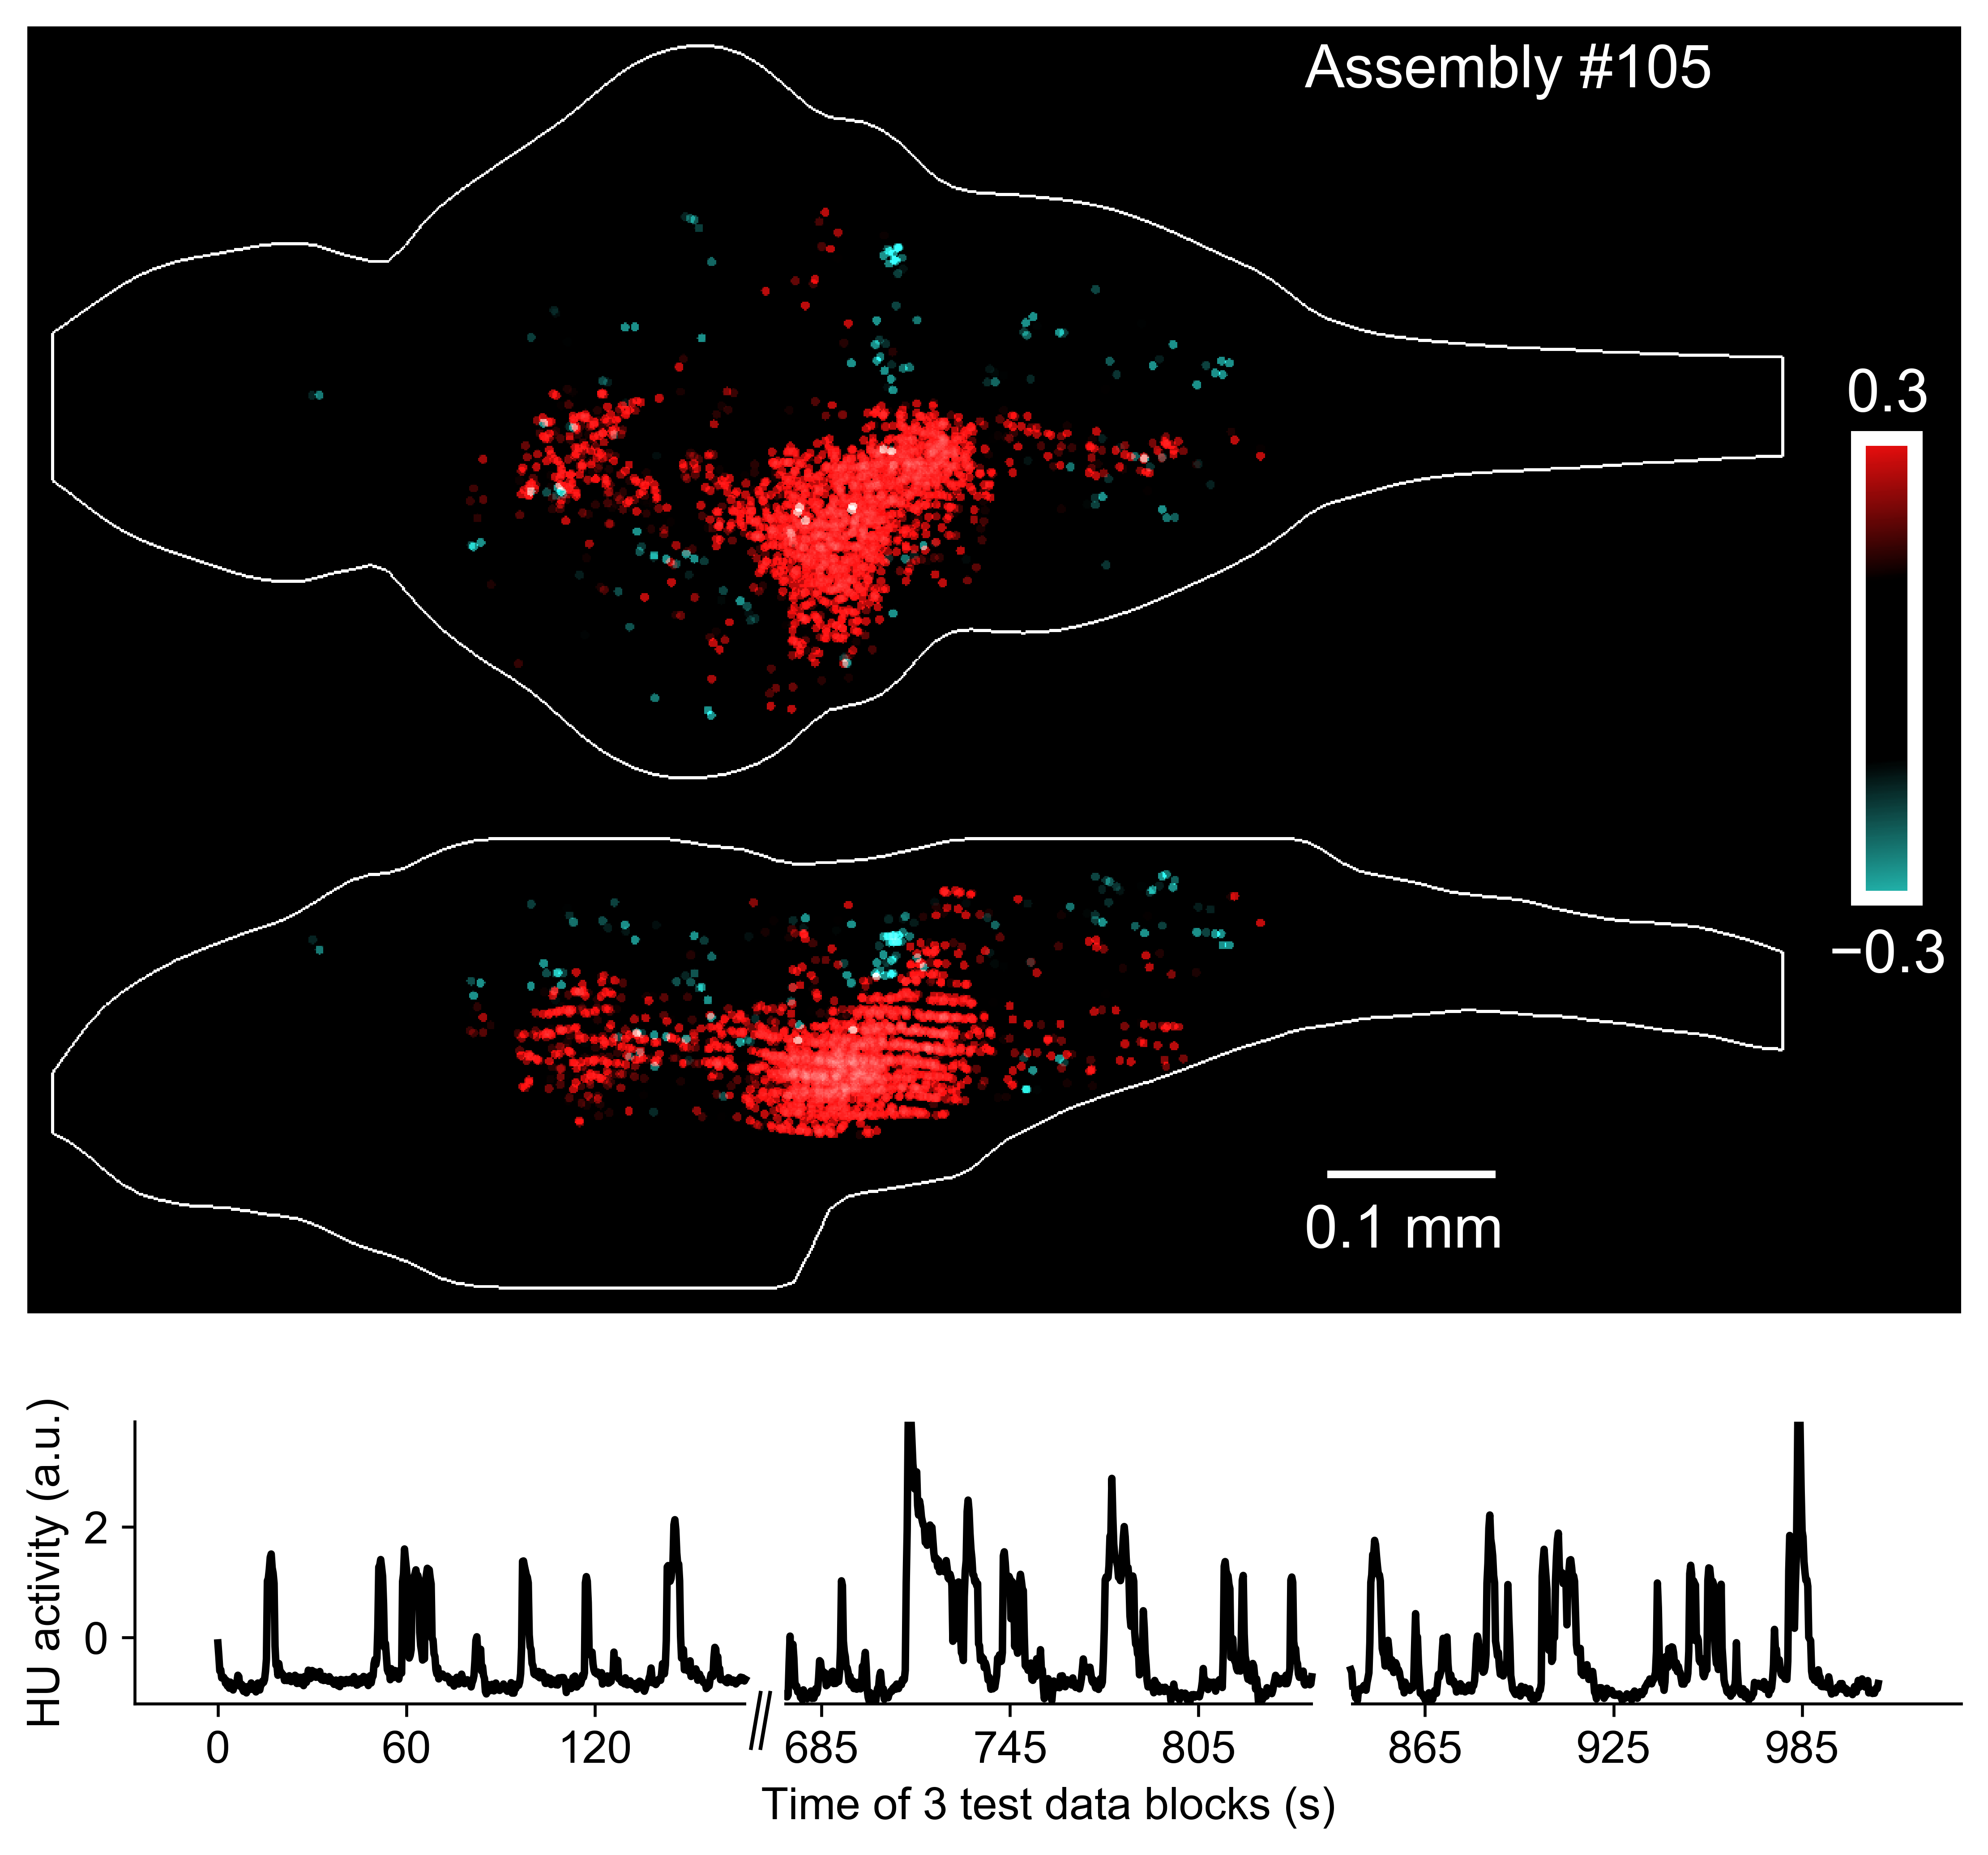 Assembly #105
0.3
−0.3
0.1 mm
HU activity (a.u.)
2
0
0 60 120 685 745 805 865 925 985
Time of 3 test data blocks (s)